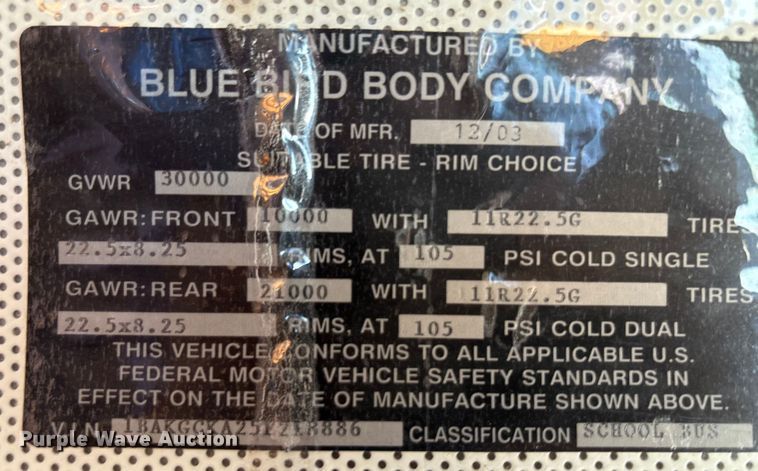 MANUFACTURED BY
BLUE BIRD BODY COMPANY
DATE OF MFR. 12/03
SUITABLE TIRE - RIM CHOICE
GVWR 30000
GAWR: FRONT 10000 WITH 11R22.5G TIRES
22.5x8.25 RIMS, AT 105 PSI COLD SINGLE
GAWR: REAR 21000 WITH 11R22.5G TIRES
22.5x8.25 RIMS, AT 105 PSI COLD DUAL
THIS VEHICLE CONFORMS TO ALL APPLICABLE U.S.
FEDERAL MOTOR VEHICLE SAFETY STANDARDS IN
EFFECT ON THE DATE OF MANUFACTURE SHOWN ABOVE.
V.I.N. CLASSIFICATION SCHOOL BUS
Purple Wave Auction